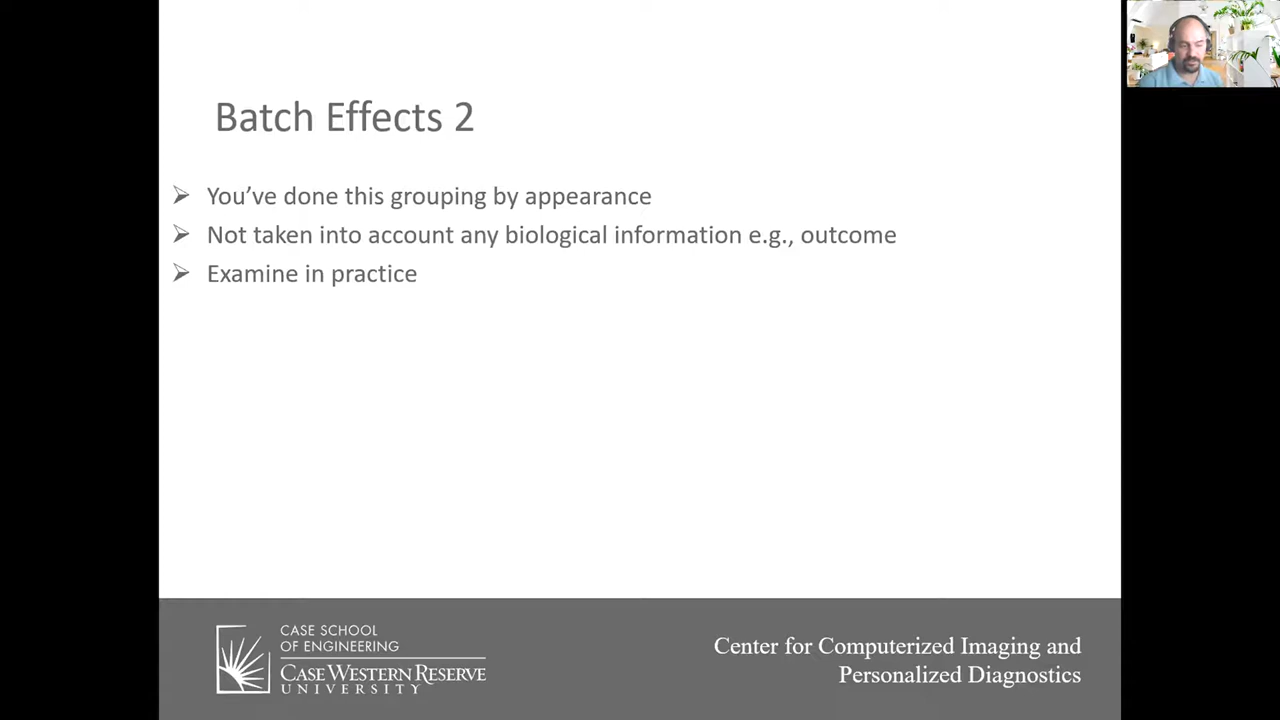 Batch Effects 2
You’ve done this grouping by appearance
Not taken into account any biological information e.g., outcome
Examine in practice
CASE SCHOOL
OF ENGINEERING
CASE WESTERN RESERVE
UNIVERSITY
Center for Computerized Imaging and
Personalized Diagnostics